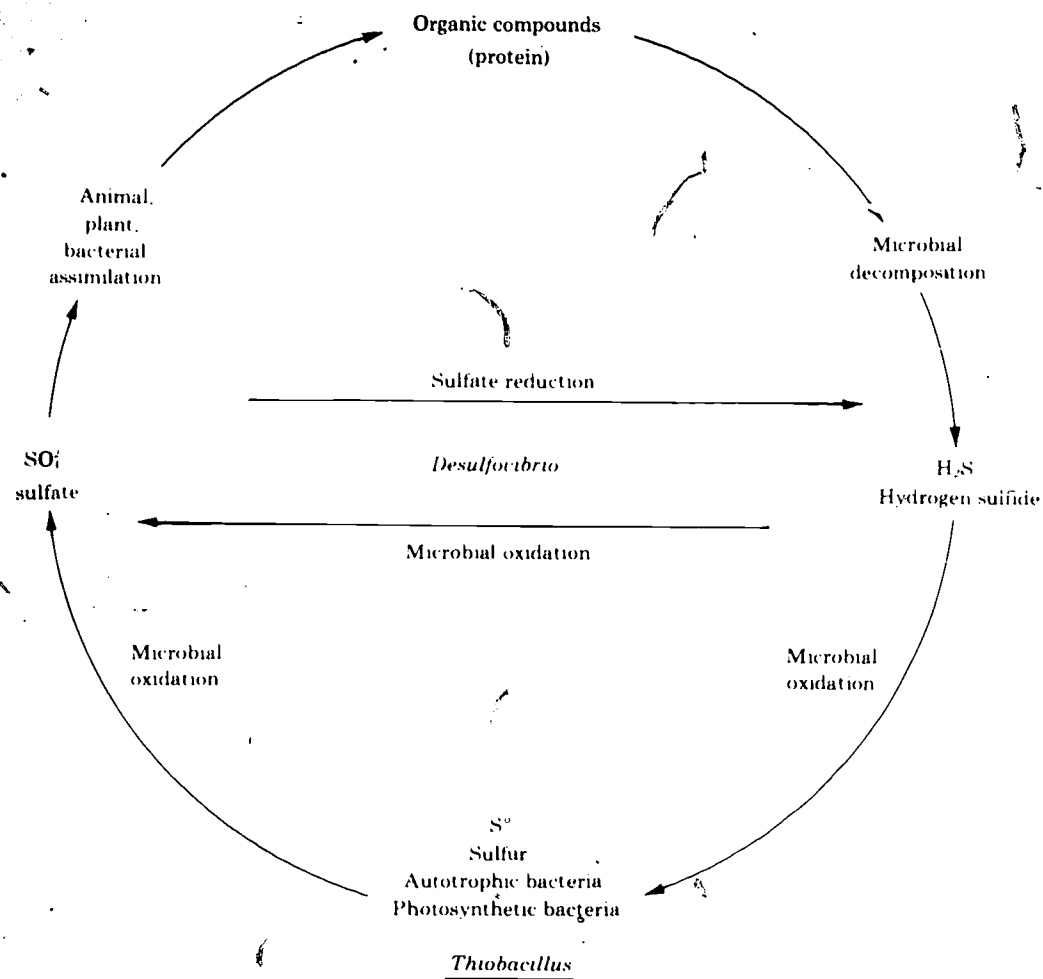 Organic compounds
(protein)
Animal,
plant,
bacterial
assimilation
Microbial
decomposition
Sulfate reduction
SO₄⁼
sulfate
Desulfovibrio
H₂S
Hydrogen sulfide
Microbial oxidation
Microbial
oxidation
Microbial
oxidation
S°
Sulfur
Autotrophic bacteria
Photosynthetic bacteria
Thiobacillus